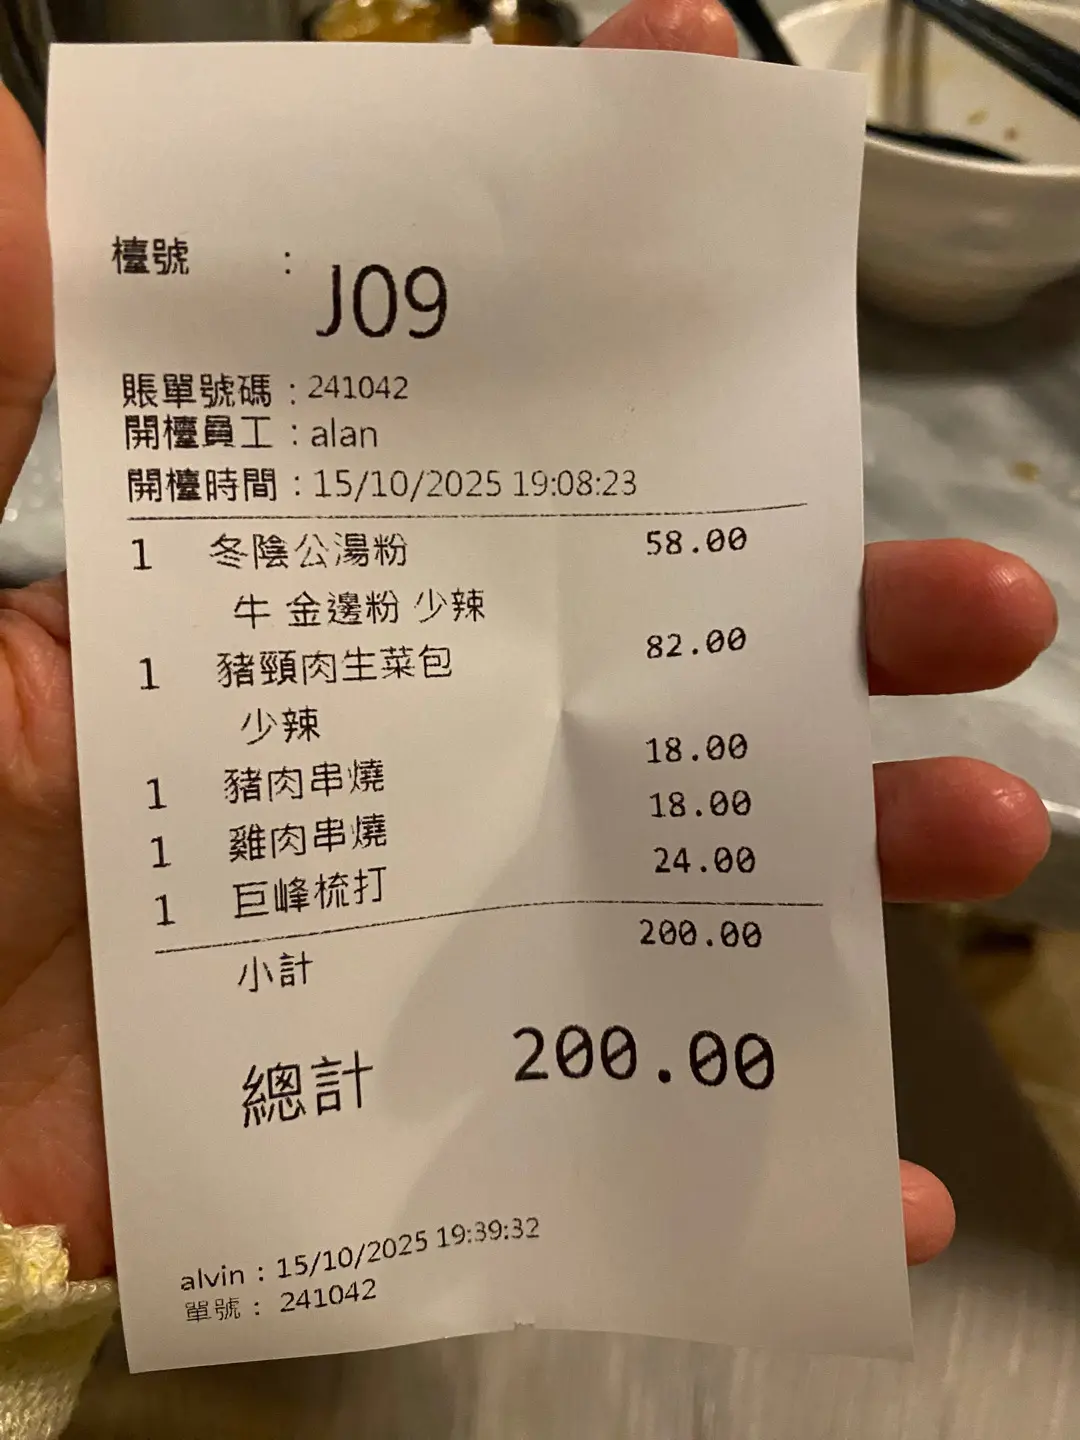 檯號 : J09
賬單號碼 : 241042
開檯員工 : alan
開檯時間 : 15/10/2025 19:08:23
1 冬陰公湯粉 58.00
牛 金邊粉 少辣
1 豬頸肉生菜包 82.00
少辣
1 豬肉串燒 18.00
1 雞肉串燒 18.00
1 巨峰梳打 24.00
小計 200.00
總計 200.00
alvin : 15/10/2025 19:39:32
單號 : 241042